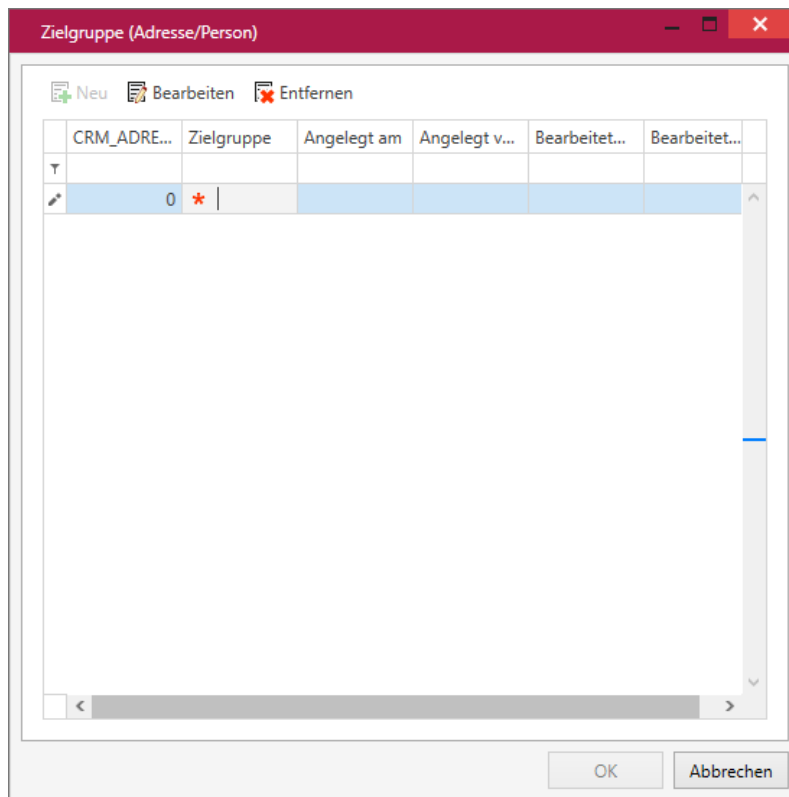 Zielgruppe (Adresse/Person)
Neu Bearbeiten Entfernen
CRM_ADRE... Zielgruppe Angelegt am Angelegt v... Bearbeitet... Bearbeitet...
0 *
OK Abbrechen